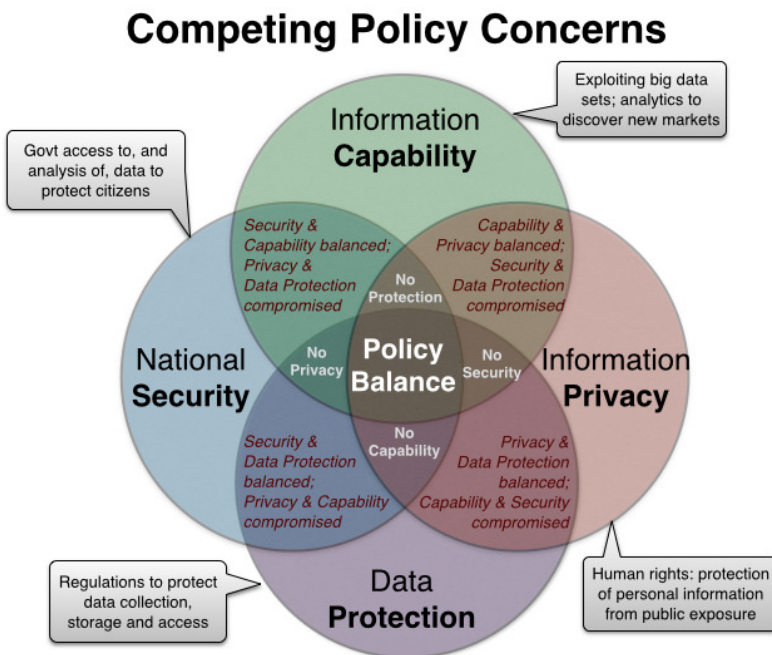 Competing Policy Concerns
Exploiting big data
sets; analytics to
discover new markets
Information
Capability
Govt access to, and
analysis of, data to
protect citizens
Security &
Capability balanced;
Privacy &
Data Protection
compromised
Capability &
Privacy balanced;
Security &
Data Protection
compromised
No
Protection
National
Security
No
Privacy
Policy
Balance
No
Security
Information
Privacy
No
Capability
Security &
Data Protection
balanced;
Privacy & Capability
compromised
Privacy &
Data Protection
balanced;
Capability & Security
compromised
Regulations to protect
data collection,
storage and access
Data
Protection
Human rights: protection
of personal information
from public exposure